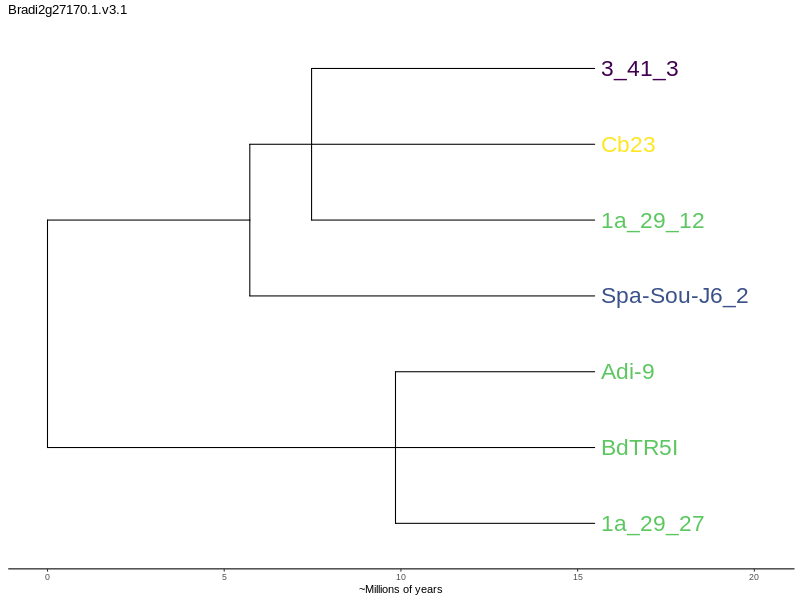 Bradi2g27170.1.v3.1
3_41_3
Cb23
1a_29_12
Spa-Sou-J6_2
Adi-9
BdTR5I
1a_29_27
0 5 10 15 20
~Millions of years